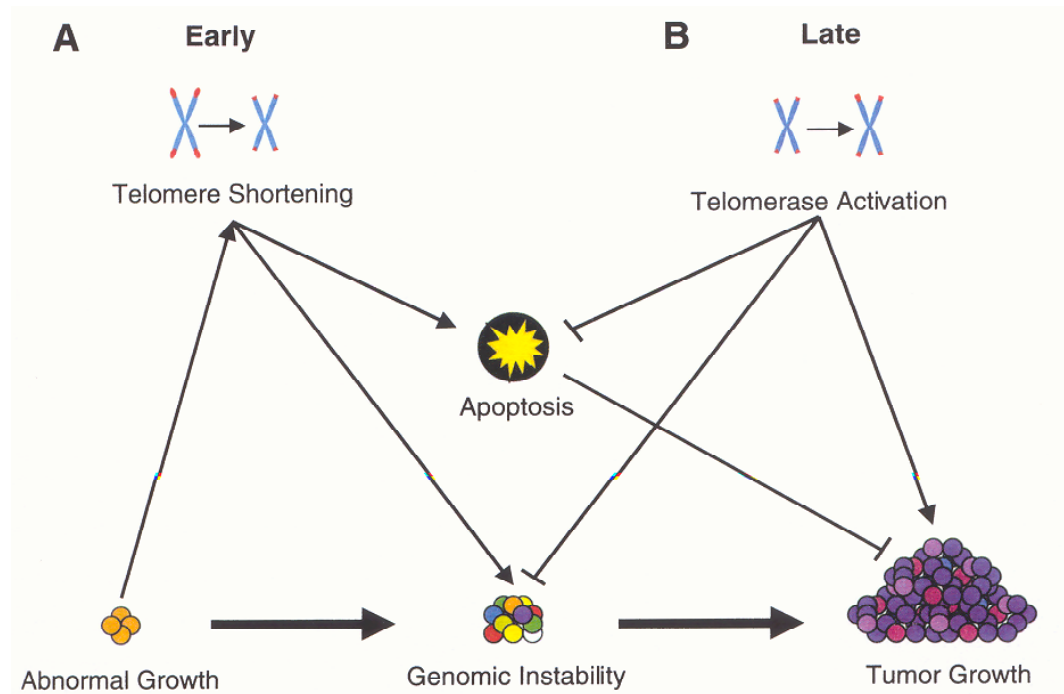 A Early B Late
Telomere Shortening
Telomerase Activation
Apoptosis
Abnormal Growth
Genomic Instability
Tumor Growth